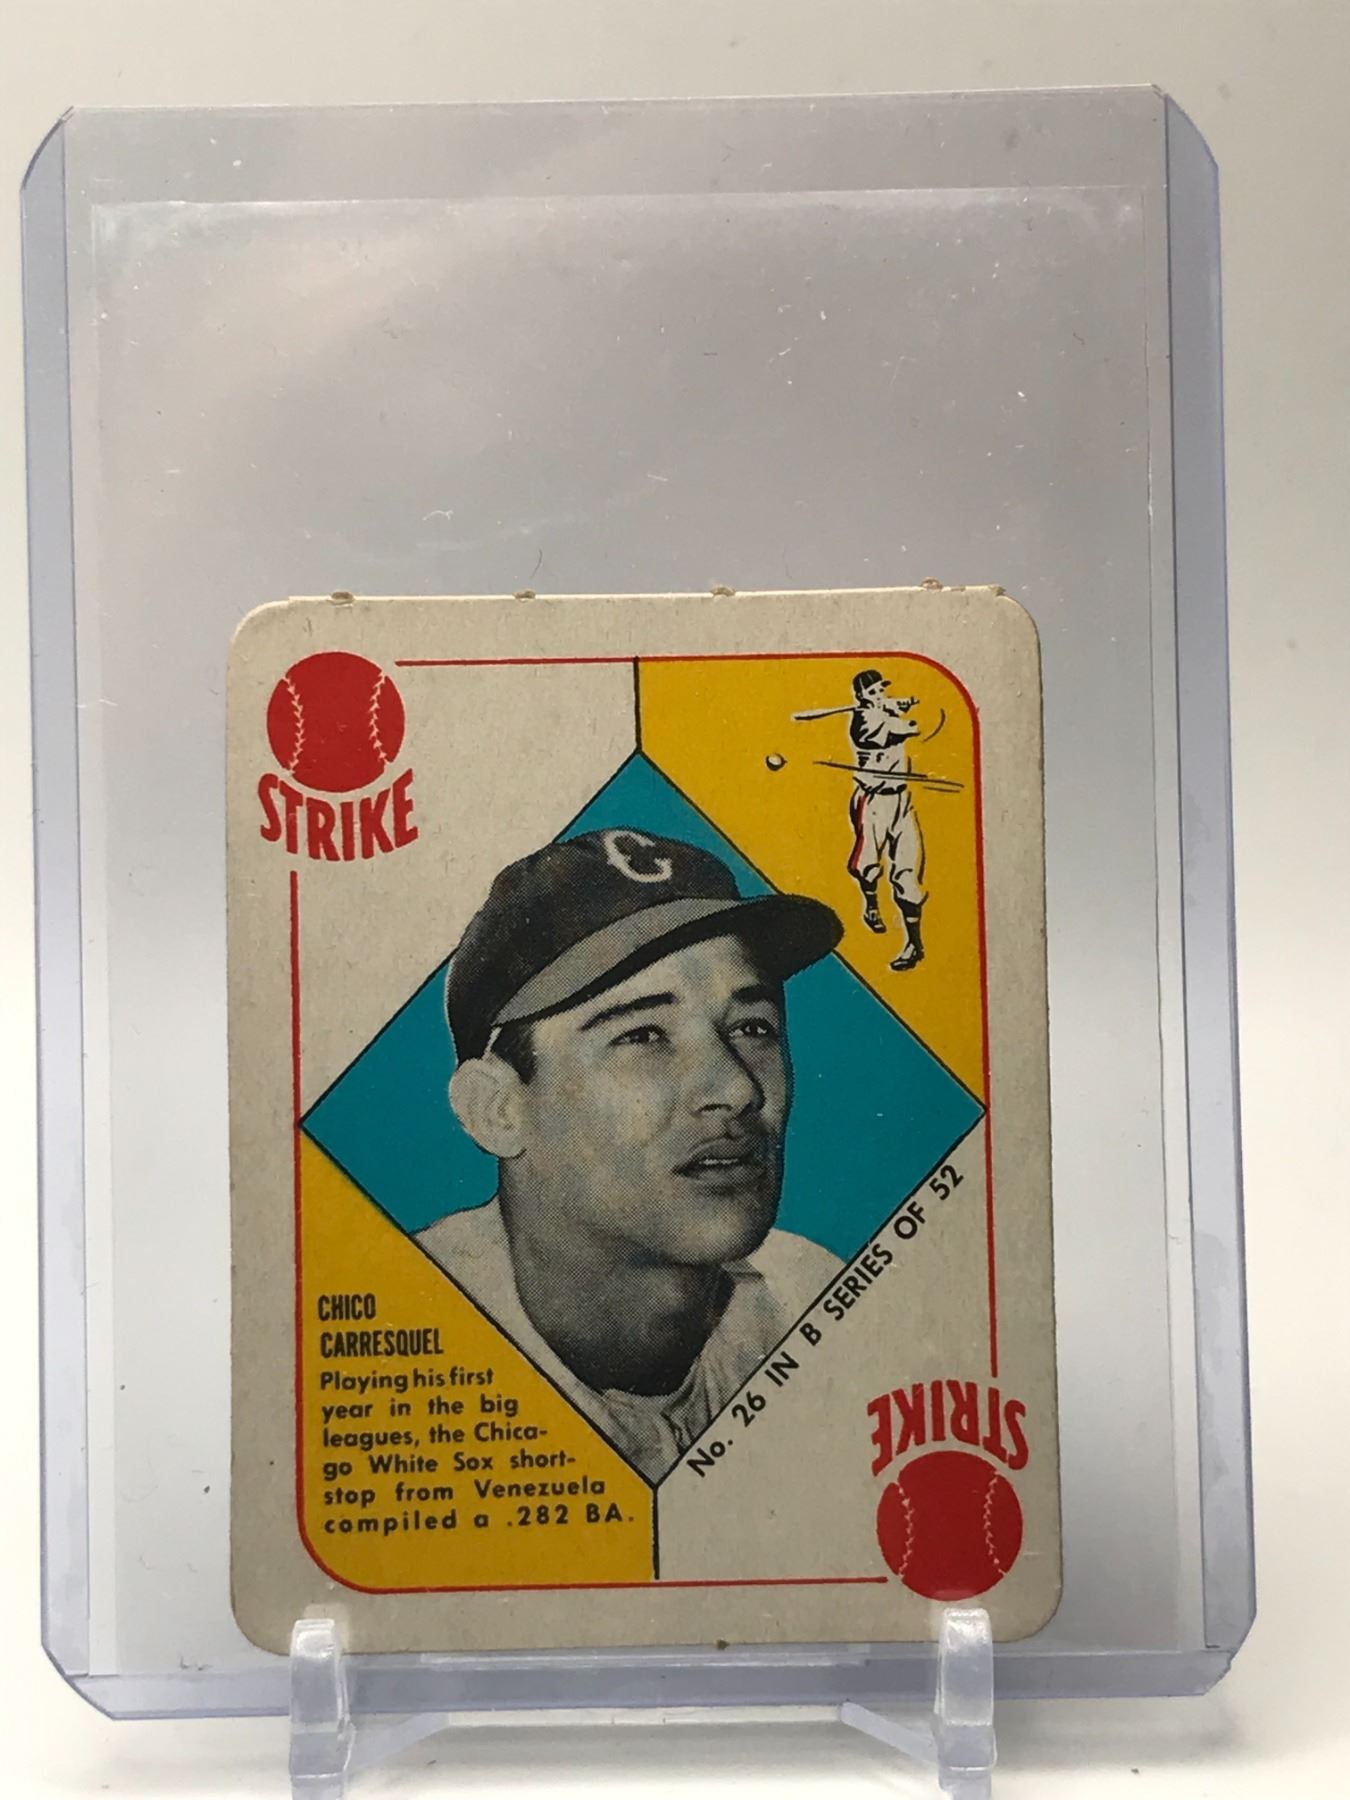 STRIKE
C
CHICO
CARRESQUEL
Playing his first
year in the big
leagues, the Chica-
go White Sox short-
stop from Venezuela
compiled a .282 BA.
No. 26 IN B SERIES OF 52
STRIKE